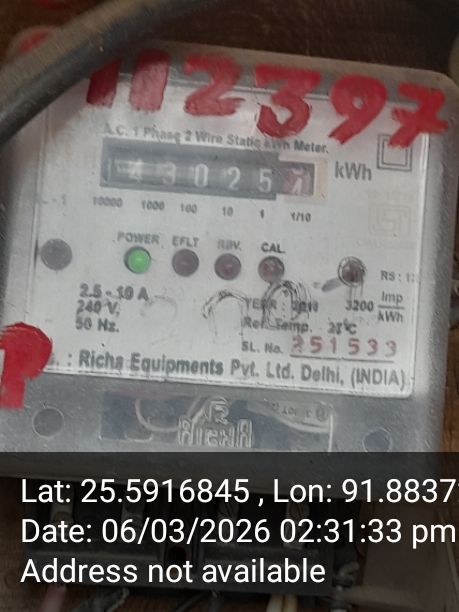 112397
A.C. 1 Phase 2 Wire Static kWh Meter.
43025 kWh
10000 1000 100 10 1 1/10
POWER EFLT REV. CAL.
2.5 - 10 A
240 V.
50 Hz.
3200 Imp/kWh
Ref. Temp. 27°C
SL. No. 251533
: Richa Equipments Pvt. Ltd. Delhi, (INDIA)
RICHA
Lat: 25.5916845 , Lon: 91.8837
Date: 06/03/2026 02:31:33 pm
Address not available